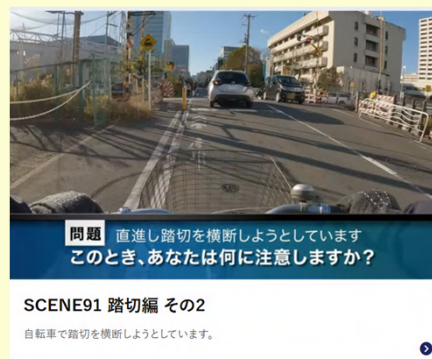 問題 直進し踏切を横断しようとしています
このとき、あなたは何に注意しますか?
SCENE91 踏切編 その2
自転車で踏切を横断しようとしています。